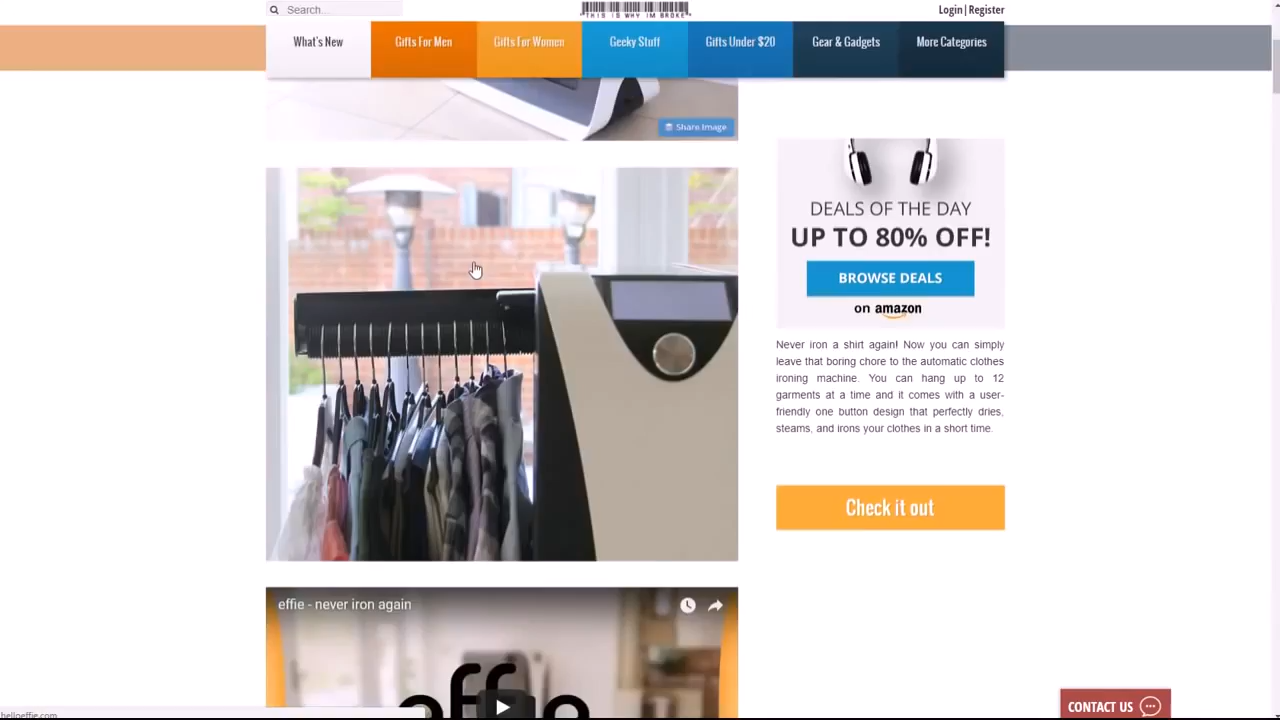 Search...
THIS IS WHY IM BROKE
Login | Register
What's New
Gifts For Men
Gifts For Women
Geeky Stuff
Gifts Under $20
Gear & Gadgets
More Categories
Share Image
DEALS OF THE DAY
UP TO 80% OFF!
BROWSE DEALS
on amazon
Never iron a shirt again! Now you can simply
leave that boring chore to the automatic clothes
ironing machine. You can hang up to 12
garments at a time and it comes with a user-
friendly one button design that perfectly dries,
steams, and irons your clothes in a short time.
Check it out
effie - never iron again
effie
CONTACT US
helloeffie.com